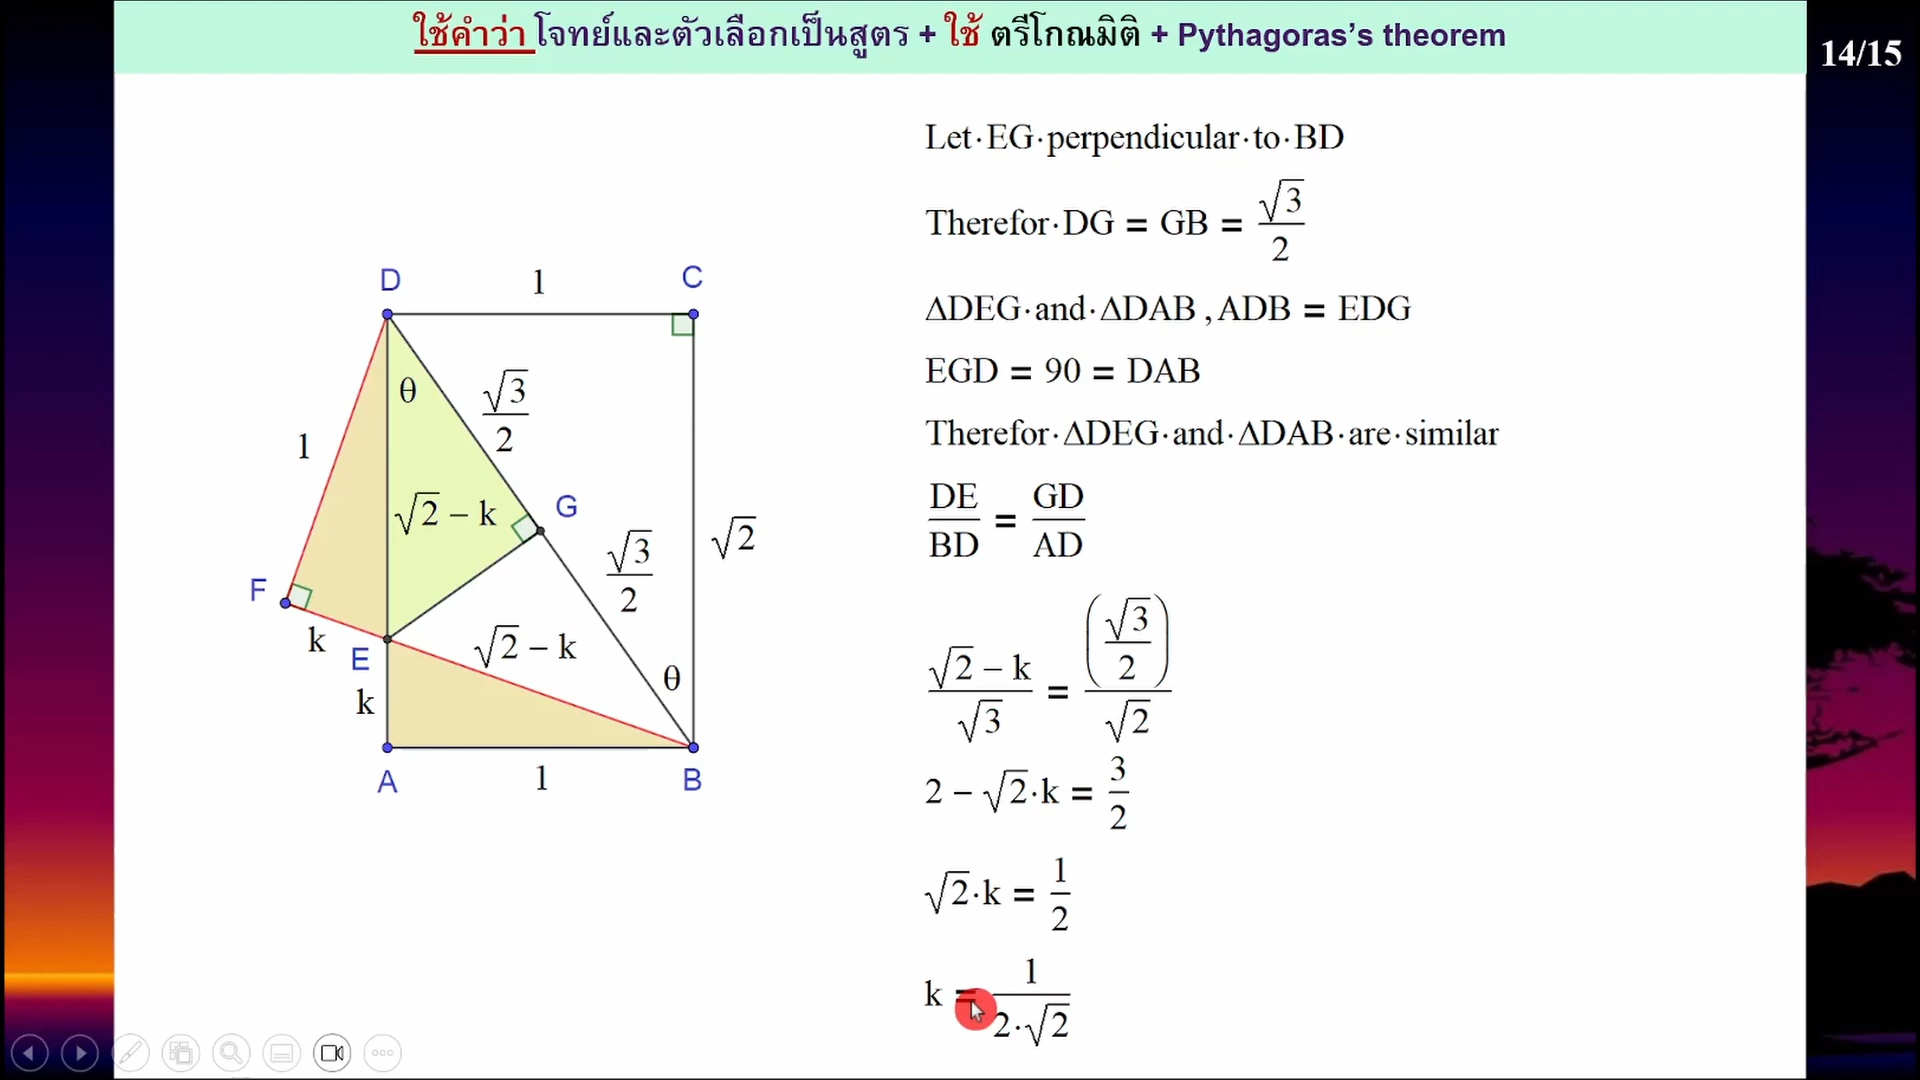 ใช้คำว่า โจทย์และตัวเลือกเป็นสูตร + ใช้ ตรีโกณมิติ + Pythagoras's theorem
14/15
Let·EG·perpendicular·to·BD
Therefor·DG = GB = √3/2
ΔDEG·and·ΔDAB , ADB = EDG
EGD = 90 = DAB
Therefor·ΔDEG·and·ΔDAB·are·similar
DE/BD = GD/AD
(√2 − k)/√3 = (√3/2)/√2
2 − √2·k = 3/2
√2·k = 1/2
k = 1/(2·√2)
D
1
C
θ
√3/2
1
√2 − k
G
√3/2
√2
F
k
E
√2 − k
θ
k
A
1
B